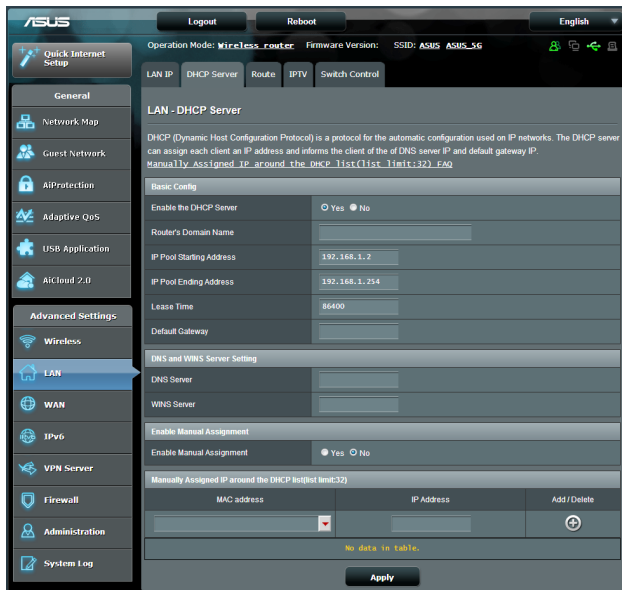 ASUS
Logout
Reboot
English
Quick Internet Setup
Operation Mode: Wireless router Firmware Version: SSID: ASUS ASUS_5G
LAN IP
DHCP Server
Route
IPTV
Switch Control
General
Network Map
Guest Network
AiProtection
Adaptive QoS
USB Application
AiCloud 2.0
Advanced Settings
Wireless
LAN
WAN
IPv6
VPN Server
Firewall
Administration
System Log
LAN - DHCP Server
DHCP (Dynamic Host Configuration Protocol) is a protocol for the automatic configuration used on IP networks. The DHCP server
can assign each client an IP address and informs the client of the of DNS server IP and default gateway IP.
Manually Assigned IP around the DHCP list(list limit:32) FAQ
Basic Config
Enable the DHCP Server Yes No
Router's Domain Name
IP Pool Starting Address 192.168.1.2
IP Pool Ending Address 192.168.1.254
Lease Time 86400
Default Gateway
DNS and WINS Server Setting
DNS Server
WINS Server
Enable Manual Assignment
Enable Manual Assignment Yes No
Manually Assigned IP around the DHCP list(list limit:32)
MAC address IP Address Add / Delete
No data in table.
Apply